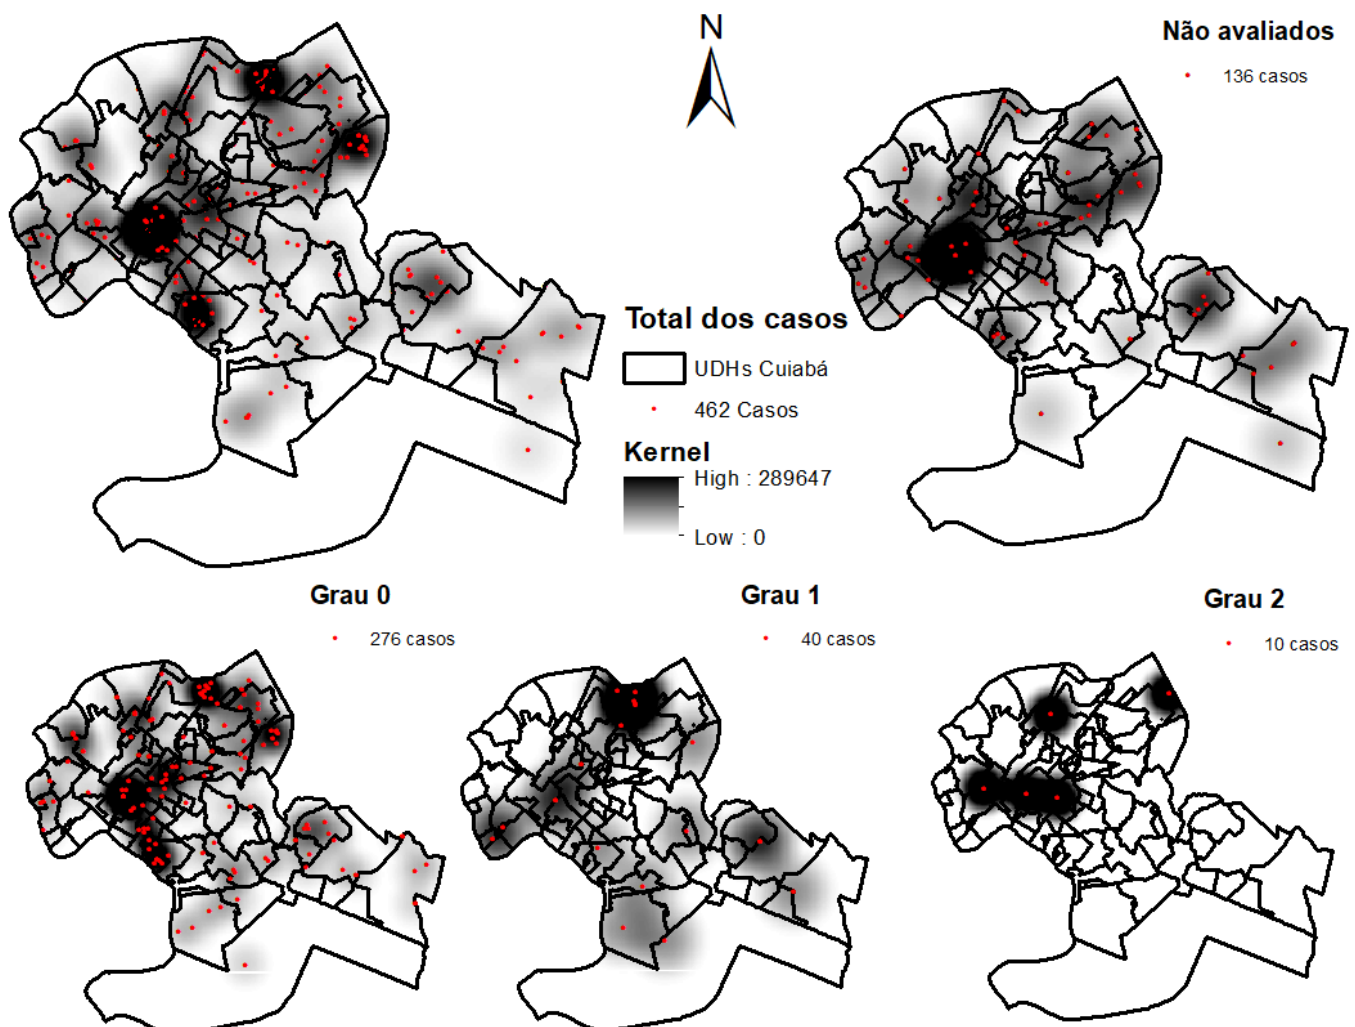 N
Não avaliados
136 casos
Total dos casos
UDHs Cuiabá
462 Casos
Kernel
High : 289647
Low : 0
Grau 0
276 casos
Grau 1
40 casos
Grau 2
10 casos